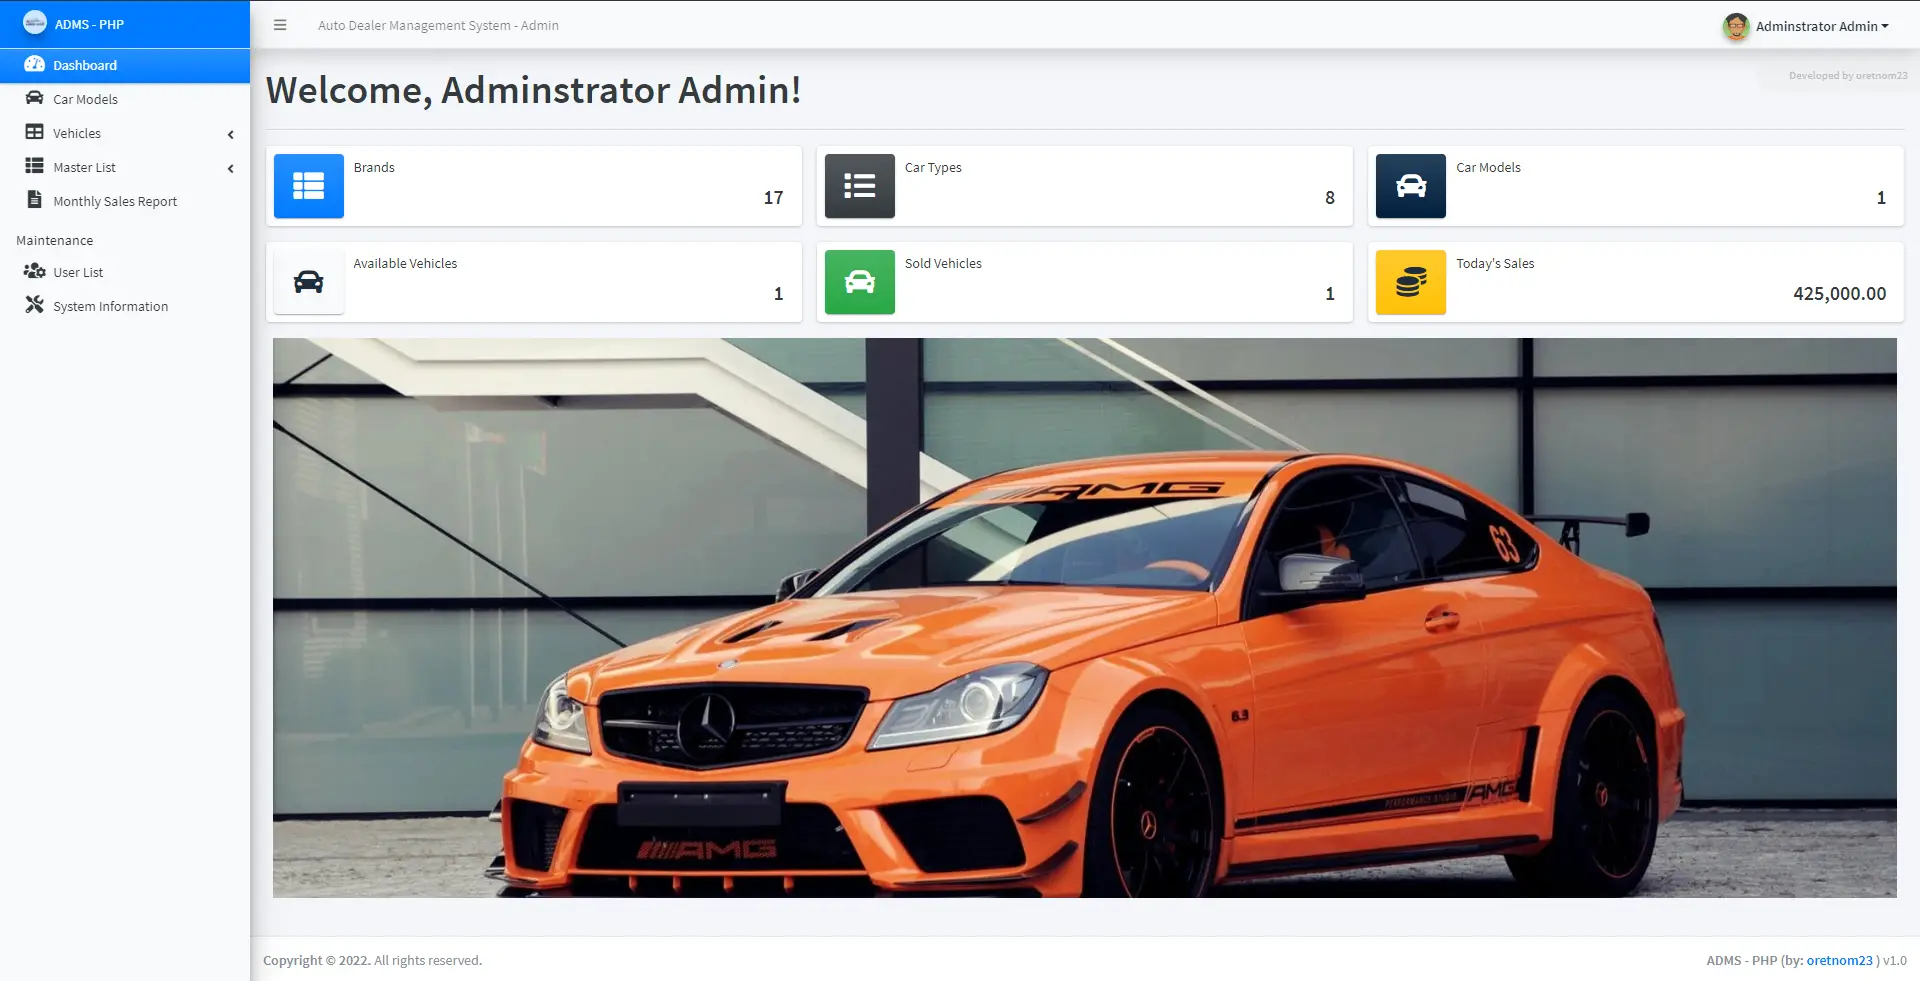 ADMS - PHP
Auto Dealer Management System - Admin
Adminstrator Admin
Dashboard
Car Models
Vehicles
Master List
Monthly Sales Report
Maintenance
User List
System Information
Developed by oretnom23
Welcome, Adminstrator Admin!
Brands
17
Car Types
8
Car Models
1
Available Vehicles
1
Sold Vehicles
1
Today's Sales
425,000.00
AMG
63
6.3
PERFORMANCE STUDIO AMG
AMG
Copyright © 2022. All rights reserved.
ADMS - PHP (by: oretnom23 ) v1.0